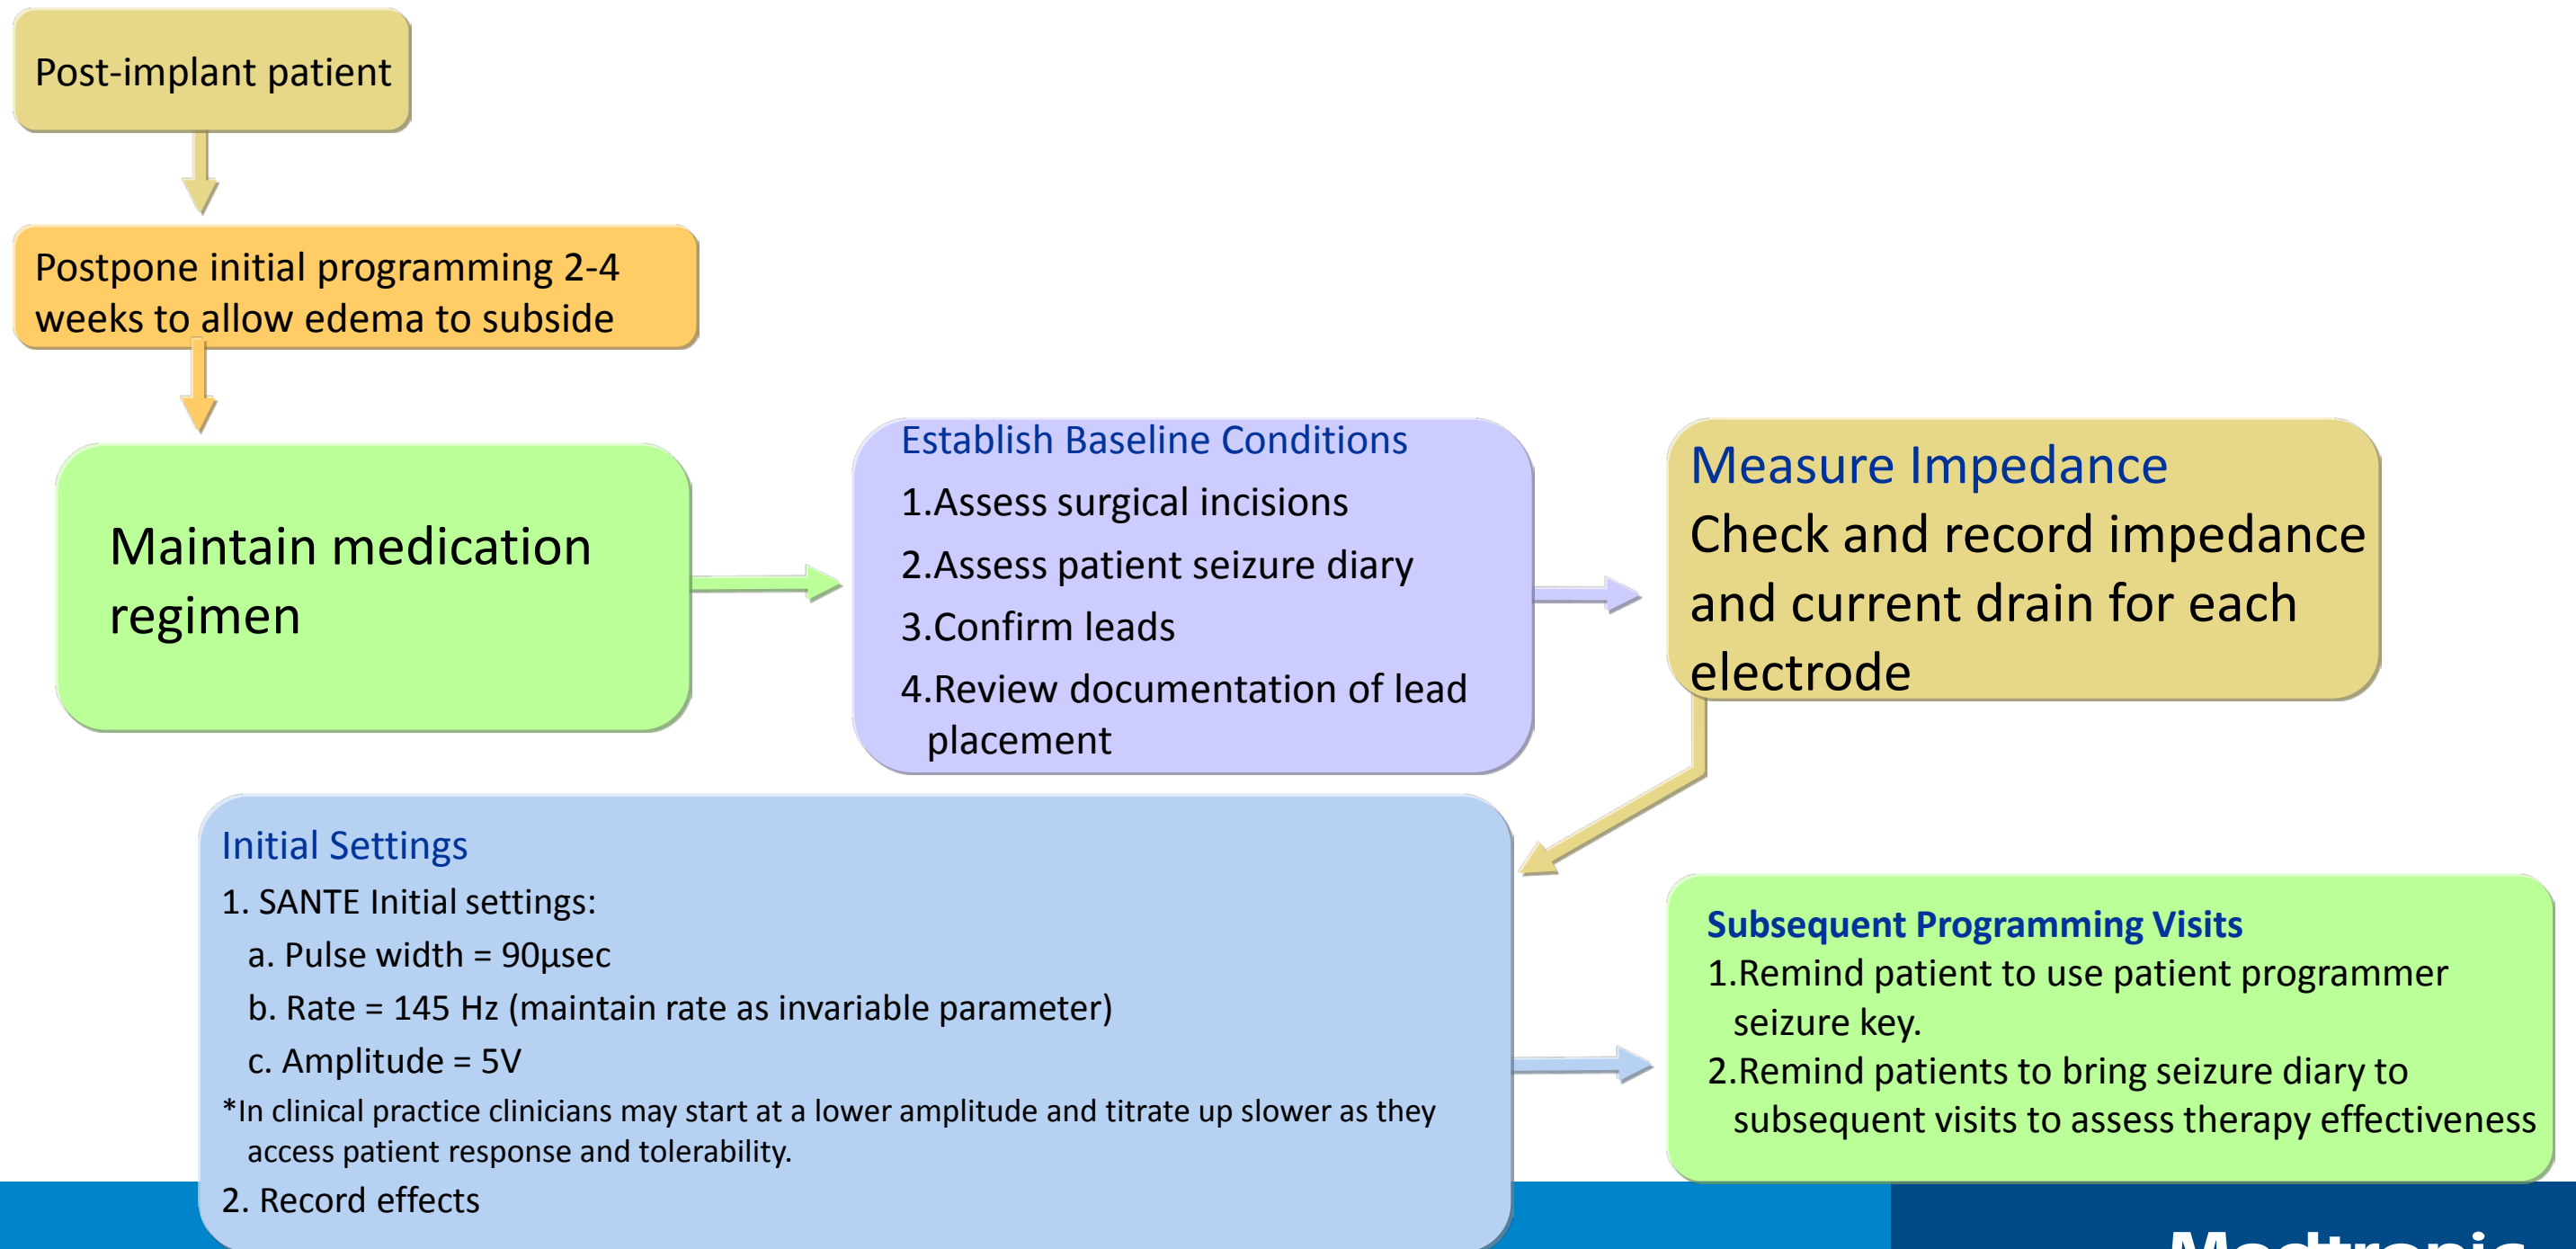 Post-implant patient
Postpone initial programming 2-4
weeks to allow edema to subside
Maintain medication
regimen
Establish Baseline Conditions
1.Assess surgical incisions
2.Assess patient seizure diary
3.Confirm leads
4.Review documentation of lead
placement
Measure Impedance
Check and record impedance
and current drain for each
electrode
Initial Settings
1. SANTE Initial settings:
a. Pulse width = 90µsec
b. Rate = 145 Hz (maintain rate as invariable parameter)
c. Amplitude = 5V
*In clinical practice clinicians may start at a lower amplitude and titrate up slower as they
access patient response and tolerability.
2. Record effects
Subsequent Programming Visits
1.Remind patient to use patient programmer
seizure key.
2.Remind patients to bring seizure diary to
subsequent visits to assess therapy effectiveness
Medtronic